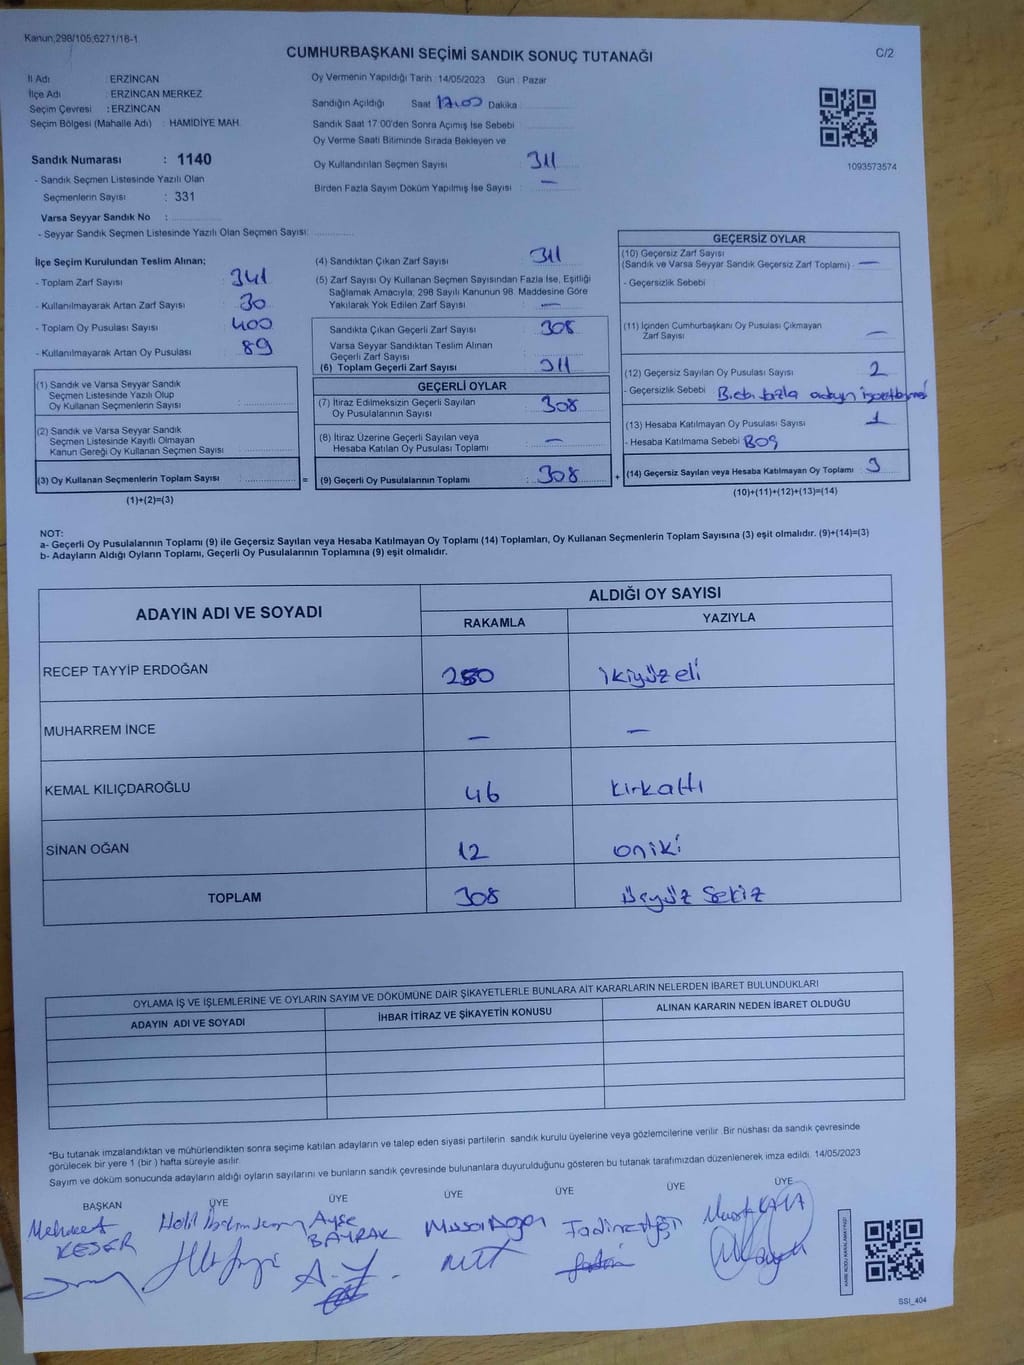 Kanun;298/105;6271/18-1
CUMHURBAŞKANI SEÇİMİ SANDIK SONUÇ TUTANAĞI
C/2
İl Adı : ERZİNCAN
İlçe Adı : ERZİNCAN MERKEZ
Seçim Çevresi : ERZİNCAN
Seçim Bölgesi (Mahalle Adı) : HAMİDİYE MAH.
Sandık Numarası : 1140
- Sandık Seçmen Listesinde Yazılı Olan
Seçmenlerin Sayısı : 331
Varsa Seyyar Sandık No :
- Seyyar Sandık Seçmen Listesinde Yazılı Olan Seçmen Sayısı:
Oy Vermenin Yapıldığı Tarih : 14/05/2023 Gün : Pazar
Sandığın Açıldığı Saat 17.00 Dakika
Sandık Saat 17 00'den Sonra Açımış İse Sebebi :
Oy Verme Saati Bitiminde Sırada Bekleyen ve
Oy Kullandırılan Seçmen Sayısı : 311
Birden Fazla Sayım Döküm Yapılmış İse Sayısı : —
1093573574
İlçe Seçim Kurulundan Teslim Alınan;
- Toplam Zarf Sayısı : 341
- Kullanılmayarak Artan Zarf Sayısı : 30
- Toplam Oy Pusulası Sayısı : 400
- Kullanılmayarak Artan Oy Pusulası : 89
(1) Sandık ve Varsa Seyyar Sandık
Seçmen Listesinde Yazılı Olup
Oy Kullanan Seçmenlerin Sayısı :
(2) Sandık ve Varsa Seyyar Sandık
Seçmen Listesinde Kayıtlı Olmayan
Kanun Gereği Oy Kullanan Seçmen Sayısı :
(3) Oy Kullanan Seçmenlerin Toplam Sayısı : =
(1)+(2)=(3)
(4) Sandıktan Çıkan Zarf Sayısı : 311
(5) Zarf Sayısı Oy Kullanan Seçmen Sayısından Fazla İse, Eşitliği
Sağlamak Amacıyla; 298 Sayılı Kanunun 98. Maddesine Göre
Yakılarak Yok Edilen Zarf Sayısı : —
Sandıkta Çıkan Geçerli Zarf Sayısı : 308
Varsa Seyyar Sandıktan Teslim Alınan
Geçerli Zarf Sayısı :
(6) Toplam Geçerli Zarf Sayısı : 311
GEÇERLİ OYLAR
(7) İtiraz Edilmeksizin Geçerli Sayılan
Oy Pusulalarının Sayısı : 308
(8) İtiraz Üzerine Geçerli Sayılan veya
Hesaba Katılan Oy Pusulası Toplamı : —
(9) Geçerli Oy Pusulalarının Toplamı : 308 +
GEÇERSİZ OYLAR
(10) Geçersiz Zarf Sayısı
(Sandık ve Varsa Seyyar Sandık Geçersiz Zarf Toplamı) : —
- Geçersizlik Sebebi :
(11) İçinden Cumhurbaşkanı Oy Pusulası Çıkmayan
Zarf Sayısı : —
(12) Geçersiz Sayılan Oy Pusulası Sayısı : 2
- Geçersizlik Sebebi : fazla
(13) Hesaba Katılmayan Oy Pusulası Sayısı : 1
- Hesaba Katılmama Sebebi : BOŞ
(14) Geçersiz Sayılan veya Hesaba Katılmayan Oy Toplamı : 3
(10)+(11)+(12)+(13)=(14)
NOT:
a- Geçerli Oy Pusulalarının Toplamı (9) ile Geçersiz Sayılan veya Hesaba Katılmayan Oy Toplamı (14) Toplamları, Oy Kullanan Seçmenlerin Toplam Sayısına (3) eşit olmalıdır. (9)+(14)=(3)
b- Adayların Aldığı Oyların Toplamı, Geçerli Oy Pusulalarının Toplamına (9) eşit olmalıdır.
ADAYIN ADI VE SOYADI
ALDIĞI OY SAYISI
RAKAMLA YAZIYLA
RECEP TAYYİP ERDOĞAN 250 ikiyüzeli
MUHARREM İNCE — —
KEMAL KILIÇDAROĞLU 46 kırkaltı
SİNAN OĞAN 12 oniki
TOPLAM 308 Üçyüz Sekiz
OYLAMA İŞ VE İŞLEMLERİNE VE OYLARIN SAYIM VE DÖKÜMÜNE DAİR ŞİKAYETLERLE BUNLARA AİT KARARLARIN NELERDEN İBARET BULUNDUKLARI
ADAYIN ADI VE SOYADI İHBAR İTİRAZ VE ŞİKAYETİN KONUSU ALINAN KARARIN NEDEN İBARET OLDUĞU
*Bu tutanak imzalandıktan ve mühürlendikten sonra seçime katılan adayların ve talep eden siyasi partilerin sandık kurulu üyelerine veya gözlemcilerine verilir. Bir nüshası da sandık çevresinde
görülecek bir yere 1 (bir ) hafta süreyle asılır.
Sayım ve döküm sonucunda adayların aldığı oyların sayılarını ve bunların sandık çevresinde bulunanlara duyurulduğunu gösteren bu tutanak tarafımızdan düzenlenerek imza edildi. 14/05/2023
BAŞKAN ÜYE ÜYE ÜYE ÜYE ÜYE ÜYE
Mehmet KESER
Halil İbrahim
Ayşe BAYRAK
KAYA
SSI_404